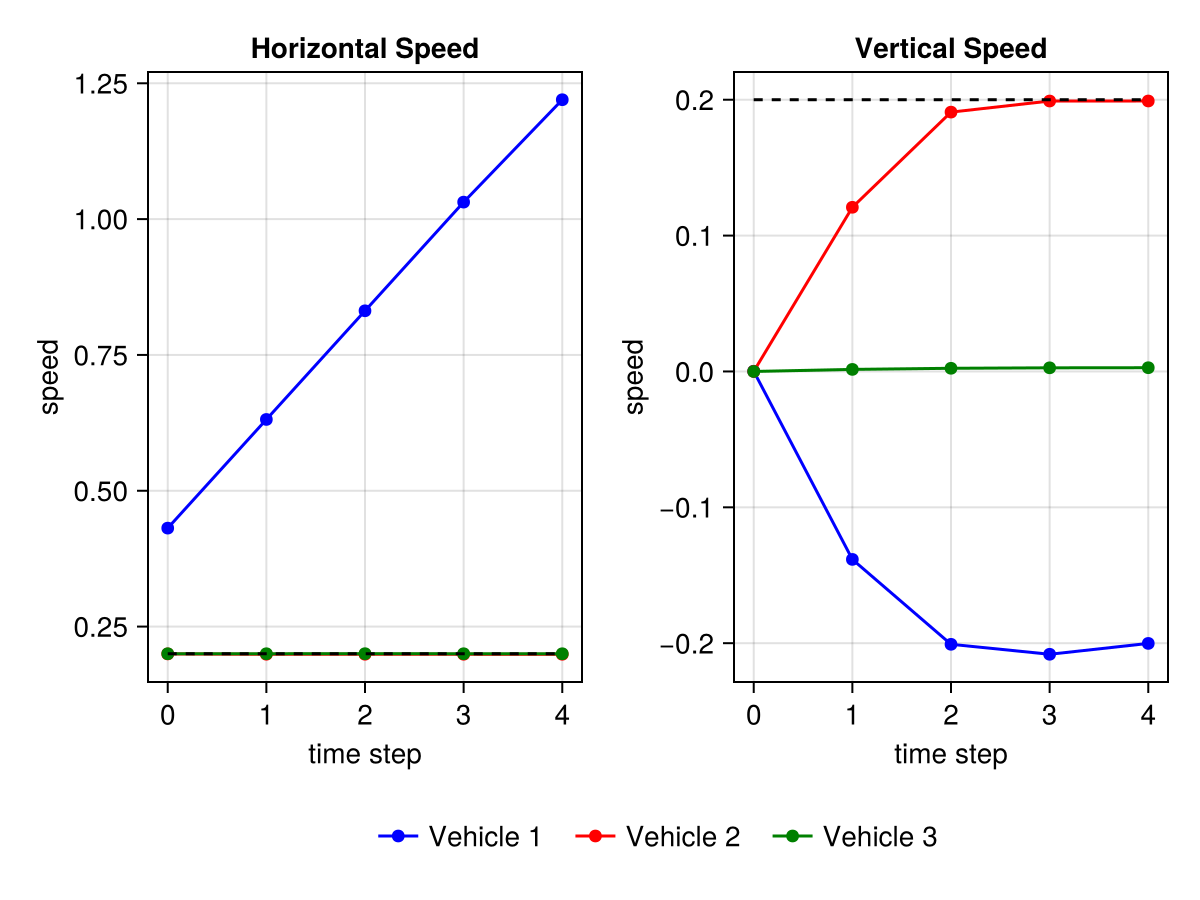 Horizontal Speed
1.25
1.00
0.75
0.50
0.25
speed
0 1 2 3 4
time step
Vertical Speed
0.2
0.1
0.0
−0.1
−0.2
speed
0 1 2 3 4
time step
Vehicle 1 Vehicle 2 Vehicle 3